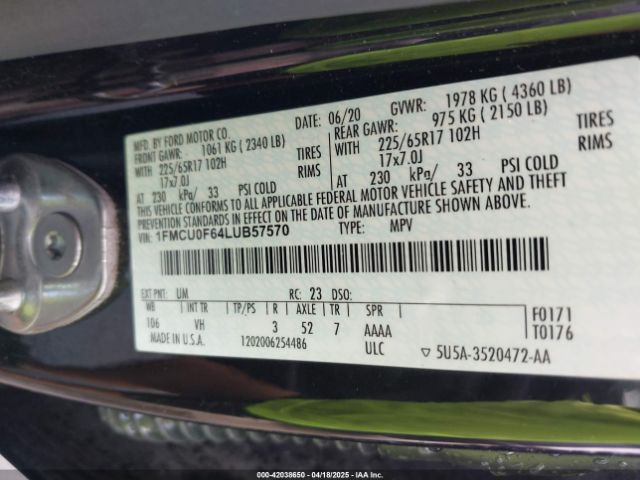 MFD. BY FORD MOTOR CO.
DATE: 06/20 GVWR: 1978 KG ( 4360 LB)
FRONT GAWR: 1061 KG ( 2340 LB)
REAR GAWR: 975 KG ( 2150 LB)
WITH 225/65R17 102H TIRES
WITH 225/65R17 102H TIRES
17x7.0J RIMS
17x7.0J RIMS
AT 230 kPa/ 33 PSI COLD
AT 230 kPa/ 33 PSI COLD
THIS VEHICLE CONFORMS TO ALL APPLICABLE FEDERAL MOTOR VEHICLE SAFETY AND THEFT
PREVENTION STANDARDS IN EFFECT ON THE DATE OF MANUFACTURE SHOWN ABOVE.
VIN: 1FMCU0F64LUB57570 TYPE: MPV
EXT PNT: UM RC: 23 DSO:
WB INT TR TP/PS R AXLE TR SPR
106 VH 3 52 7 AAAA
F0171
T0176
MADE IN U.S.A. 1202006254486 ULC ▽ 5U5A-3520472-AA
000-42038650 - 04/18/2025 - IAA Inc.